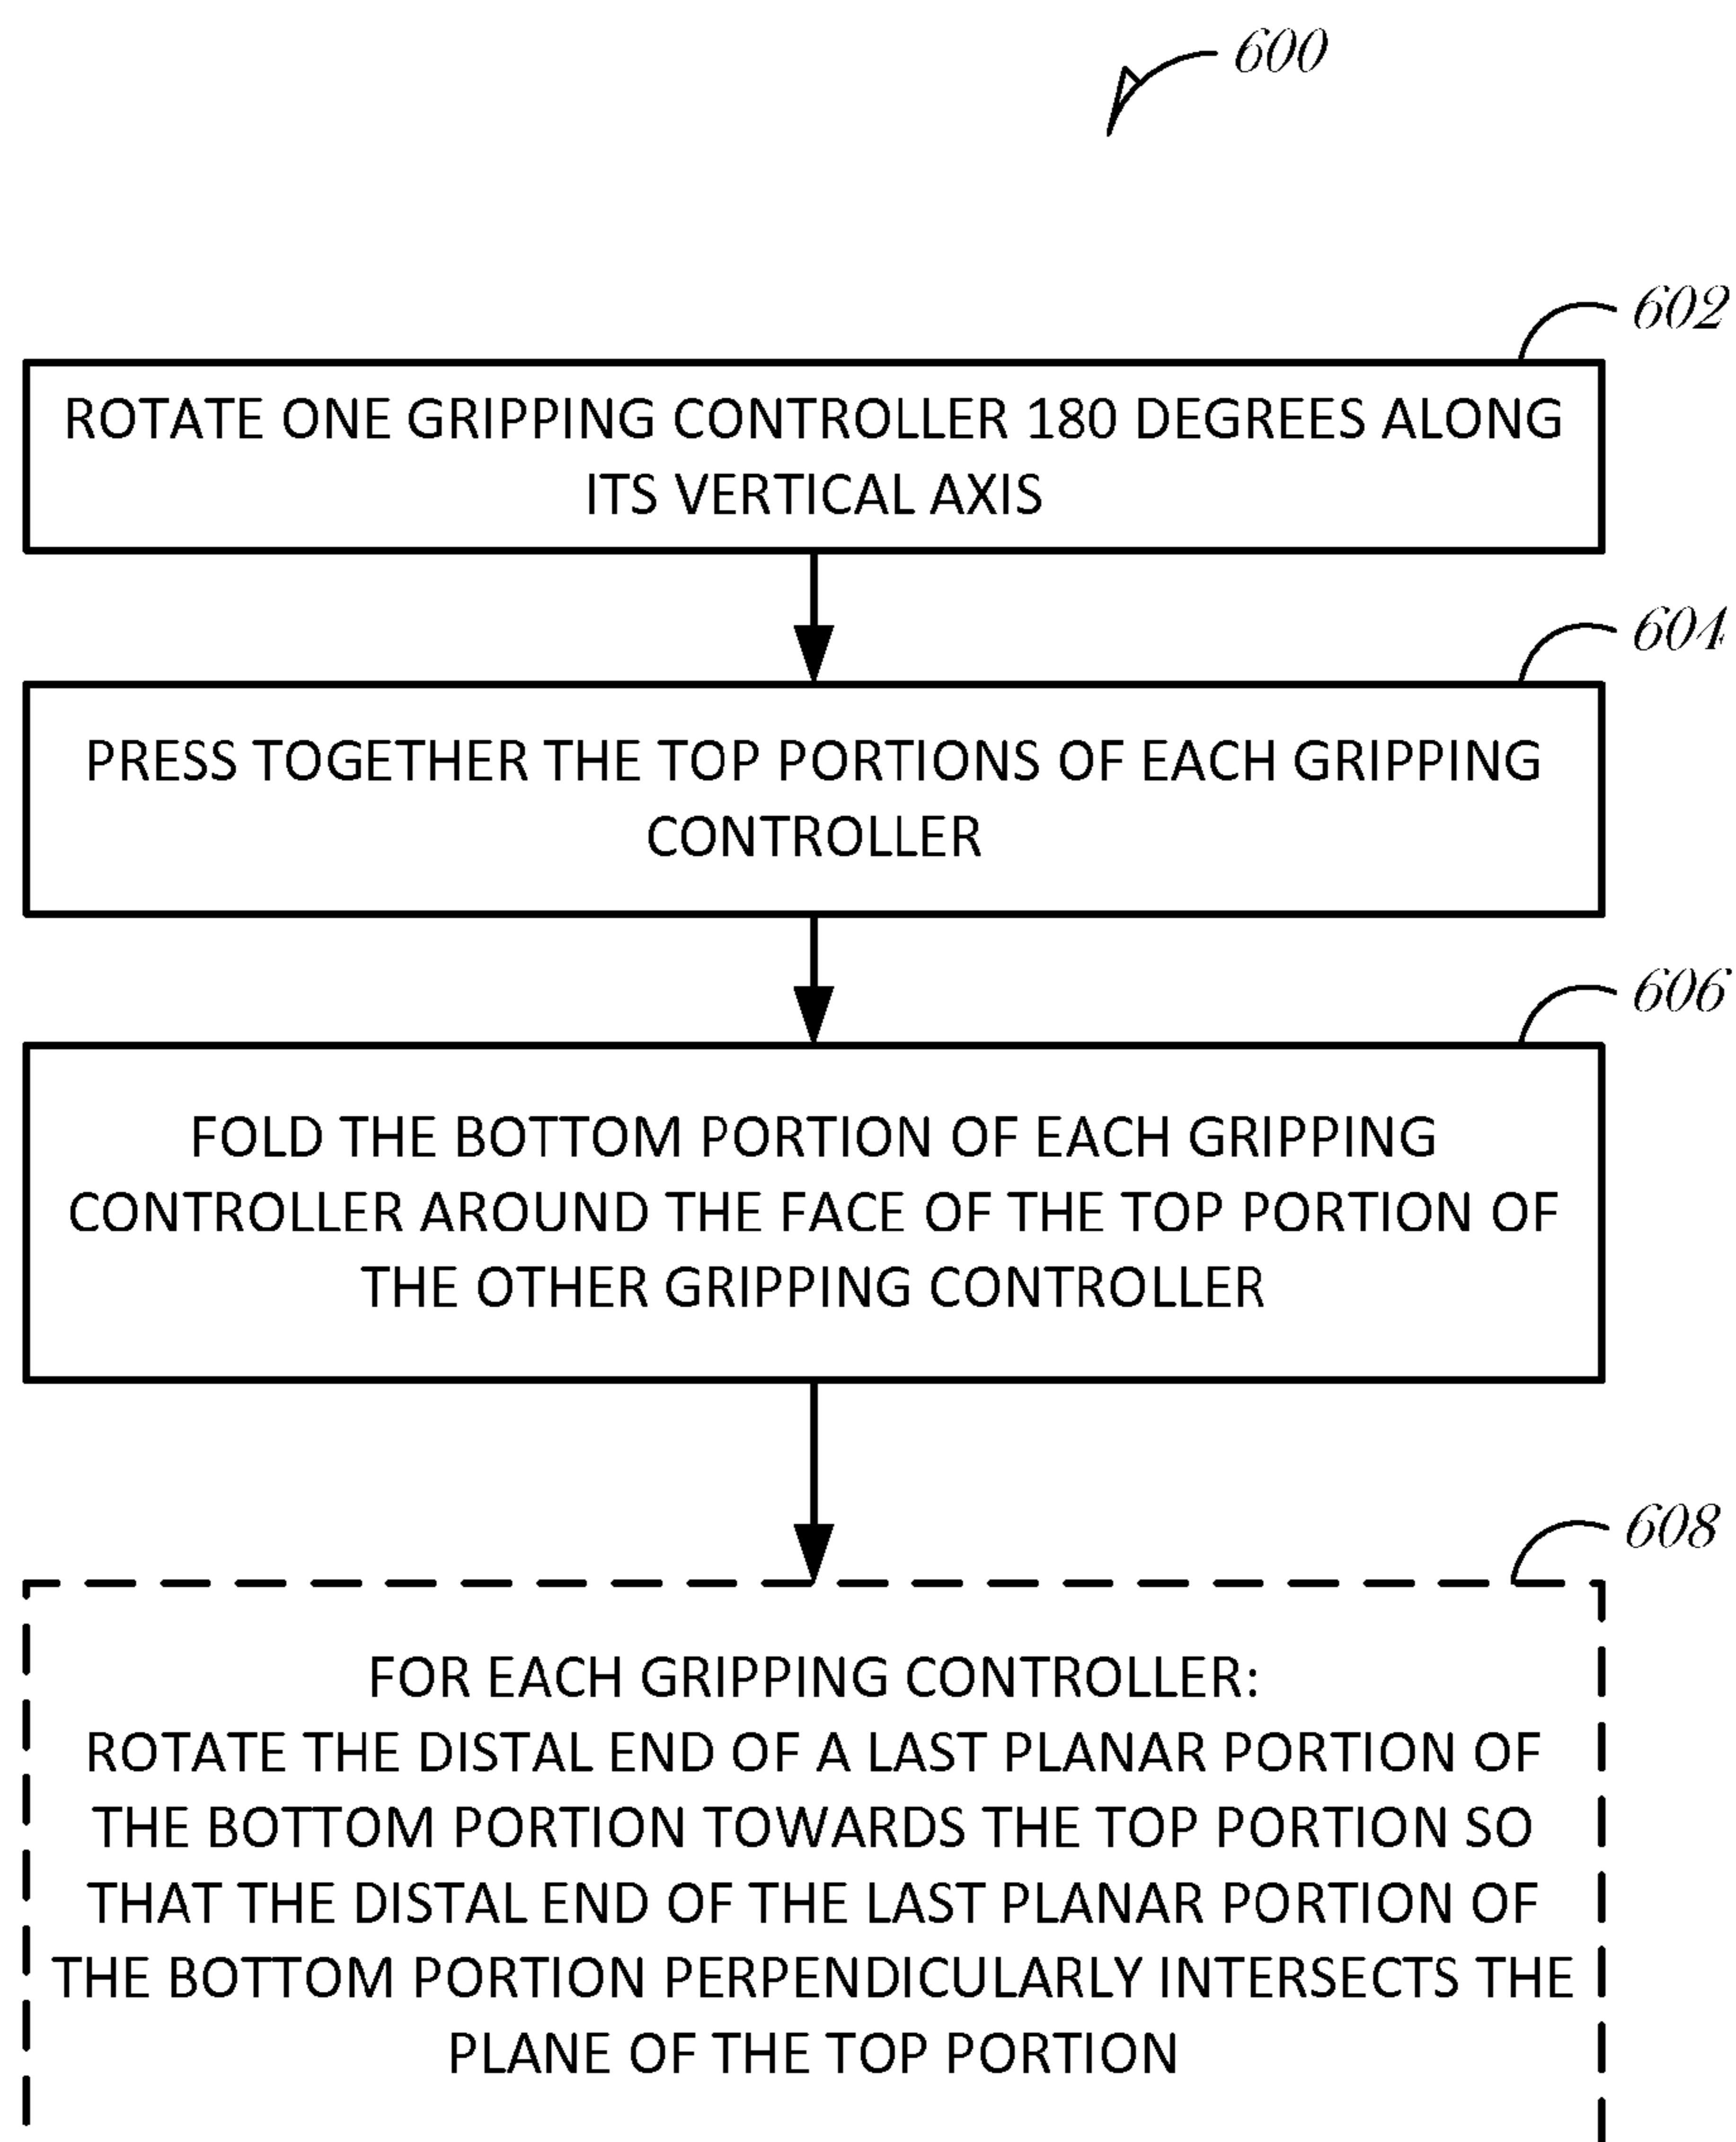 600
602
ROTATE ONE GRIPPING CONTROLLER 180 DEGREES ALONG
ITS VERTICAL AXIS
604
PRESS TOGETHER THE TOP PORTIONS OF EACH GRIPPING
CONTROLLER
606
FOLD THE BOTTOM PORTION OF EACH GRIPPING
CONTROLLER AROUND THE FACE OF THE TOP PORTION OF
THE OTHER GRIPPING CONTROLLER
608
FOR EACH GRIPPING CONTROLLER:
ROTATE THE DISTAL END OF A LAST PLANAR PORTION OF
THE BOTTOM PORTION TOWARDS THE TOP PORTION SO
THAT THE DISTAL END OF THE LAST PLANAR PORTION OF
THE BOTTOM PORTION PERPENDICULARLY INTERSECTS THE
PLANE OF THE TOP PORTION